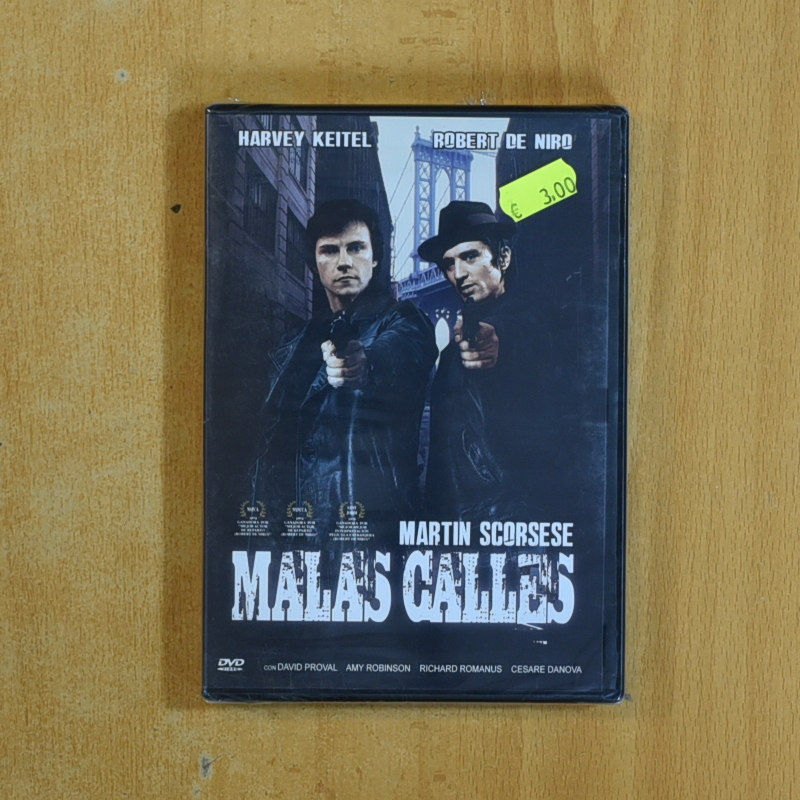 HARVEY KEITEL
ROBERT DE NIRO
€ 3,00
MARTIN SCORSESE
MALAS CALLES
DVD
CON DAVID PROVAL AMY ROBINSON RICHARD ROMANUS CESARE DANOVA